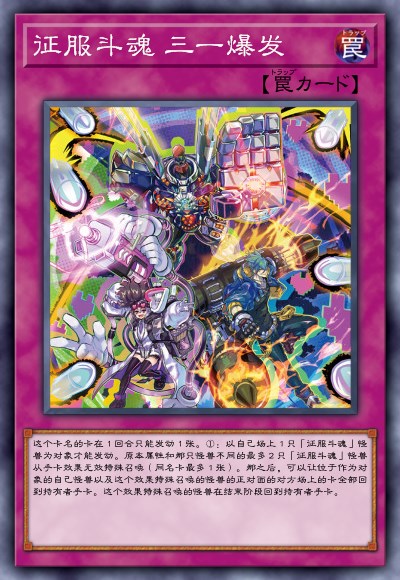 征服斗魂 三一爆发
トラップ
罠
【罠カード】
トラップ
这个卡名的卡在1回合只能发动1张。①：以自己场上1只「征服斗魂」怪
兽为对象才能发动。原本属性和那只怪兽不同的最多2只「征服斗魂」怪兽
从手卡效果无效特殊召唤（同名卡最多1张）。那之后，可以让位于作为对
象的自己怪兽以及这个效果特殊召唤的怪兽的正对面的对方场上的卡全部回
到持有者手卡。这个效果特殊召唤的怪兽在结束阶段回到持有者手卡。